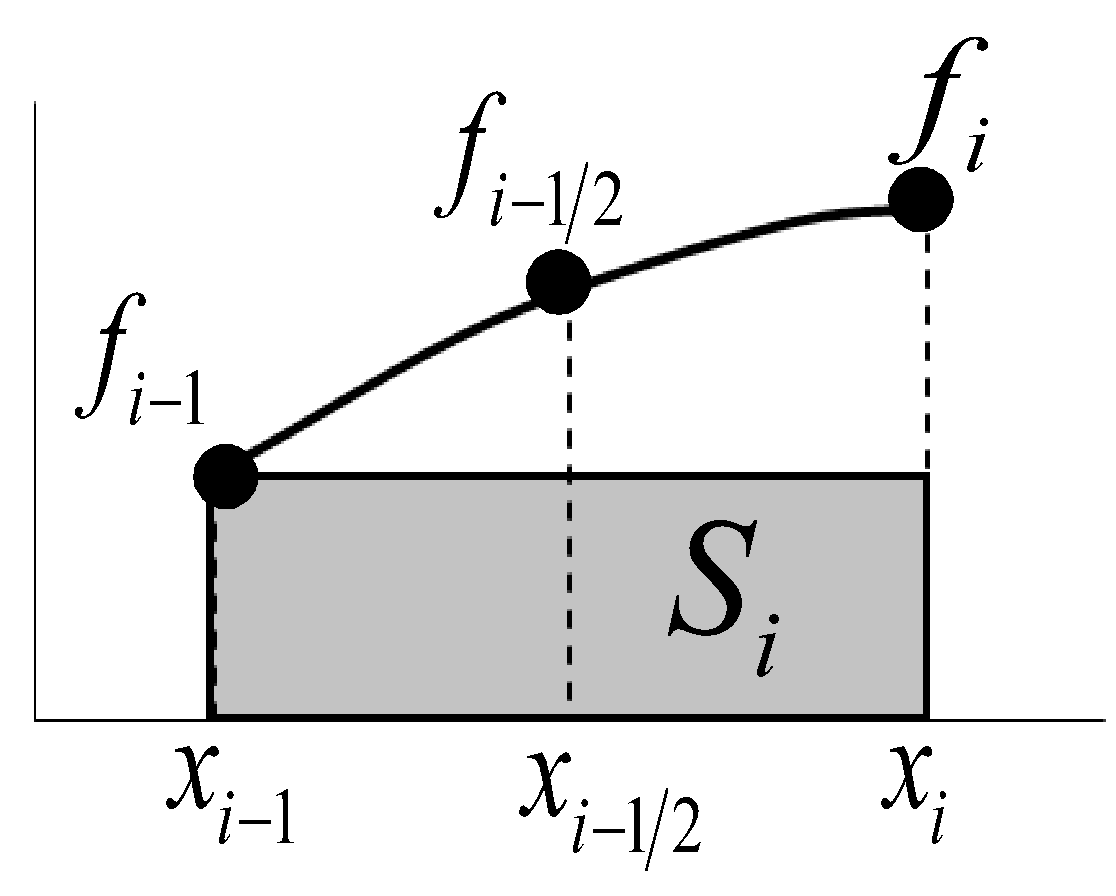 f_i
f_{i-1/2}
f_{i-1}
S_i
x_{i-1} x_{i-1/2} x_i